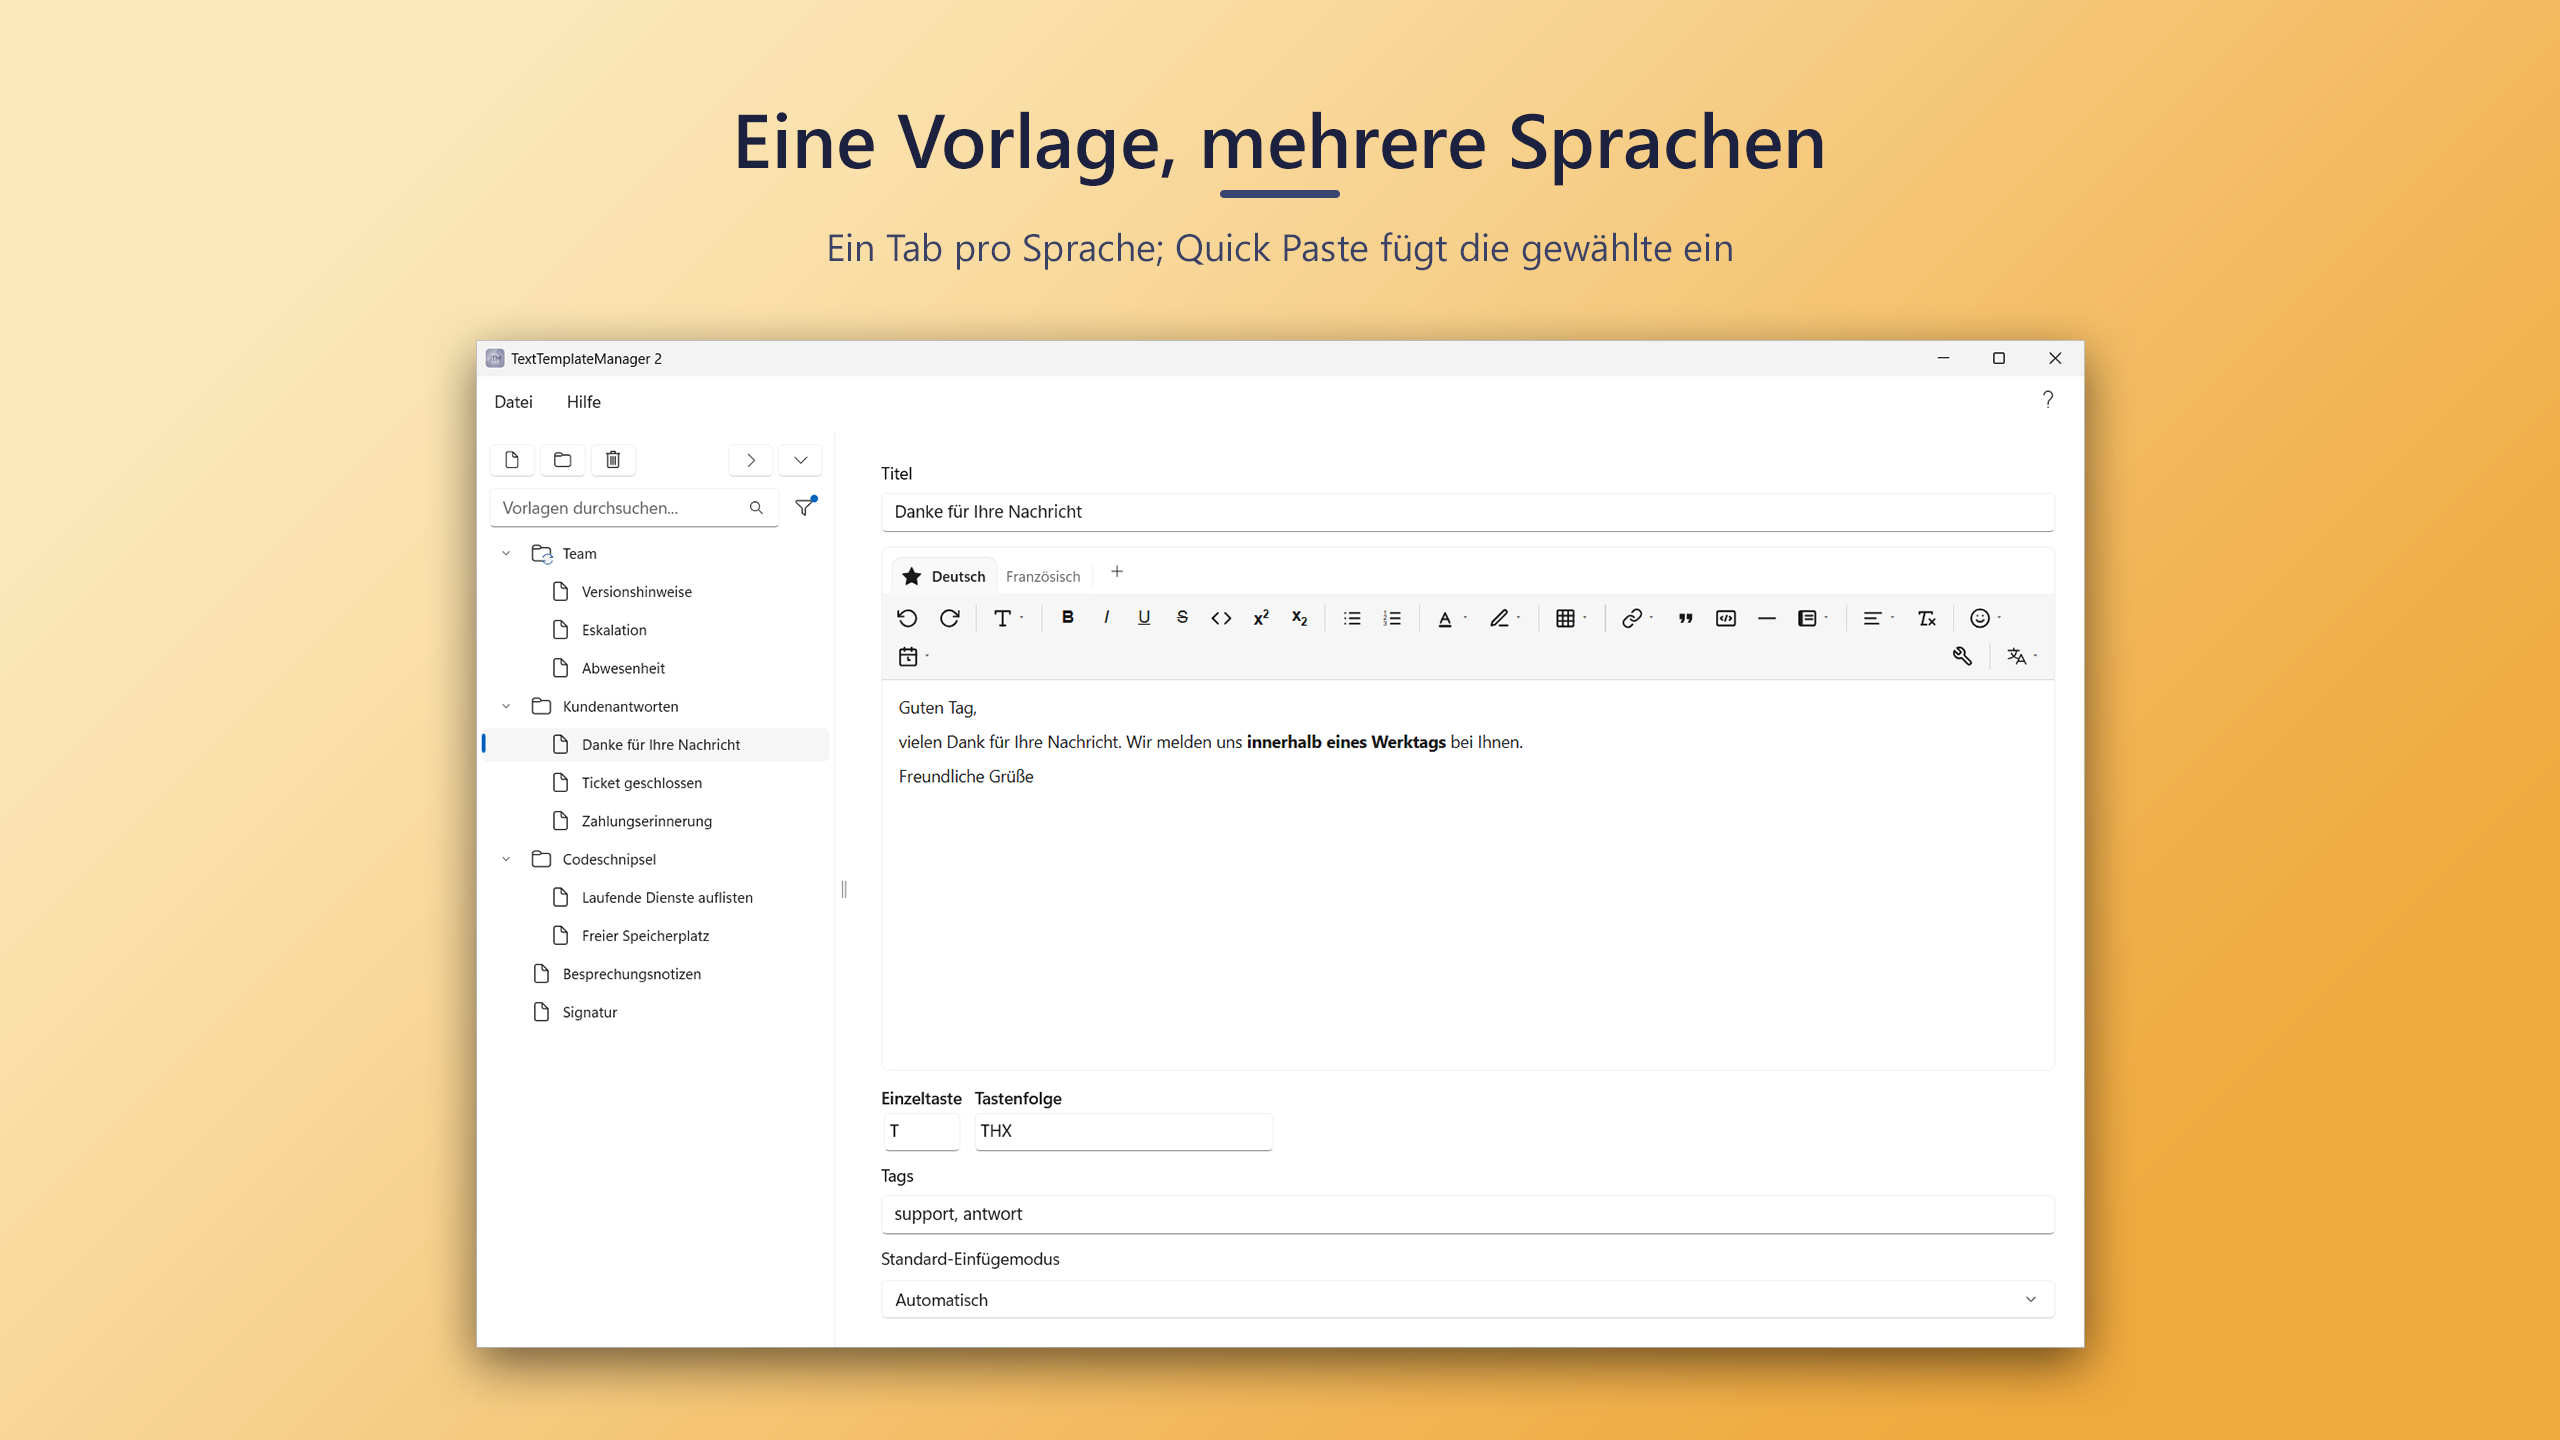 Eine Vorlage, mehrere Sprachen
Ein Tab pro Sprache; Quick Paste fügt die gewählte ein
TextTemplateManager 2
Datei Hilfe
?
Vorlagen durchsuchen...
Team
Versionshinweise
Eskalation
Abwesenheit
Kundenantworten
Danke für Ihre Nachricht
Ticket geschlossen
Zahlungserinnerung
Codeschnipsel
Laufende Dienste auflisten
Freier Speicherplatz
Besprechungsnotizen
Signatur
Titel
Danke für Ihre Nachricht
Deutsch Französisch +
Guten Tag,
vielen Dank für Ihre Nachricht. Wir melden uns innerhalb eines Werktags bei Ihnen.
Freundliche Grüße
Einzeltaste Tastenfolge
T THX
Tags
support, antwort
Standard-Einfügemodus
Automatisch